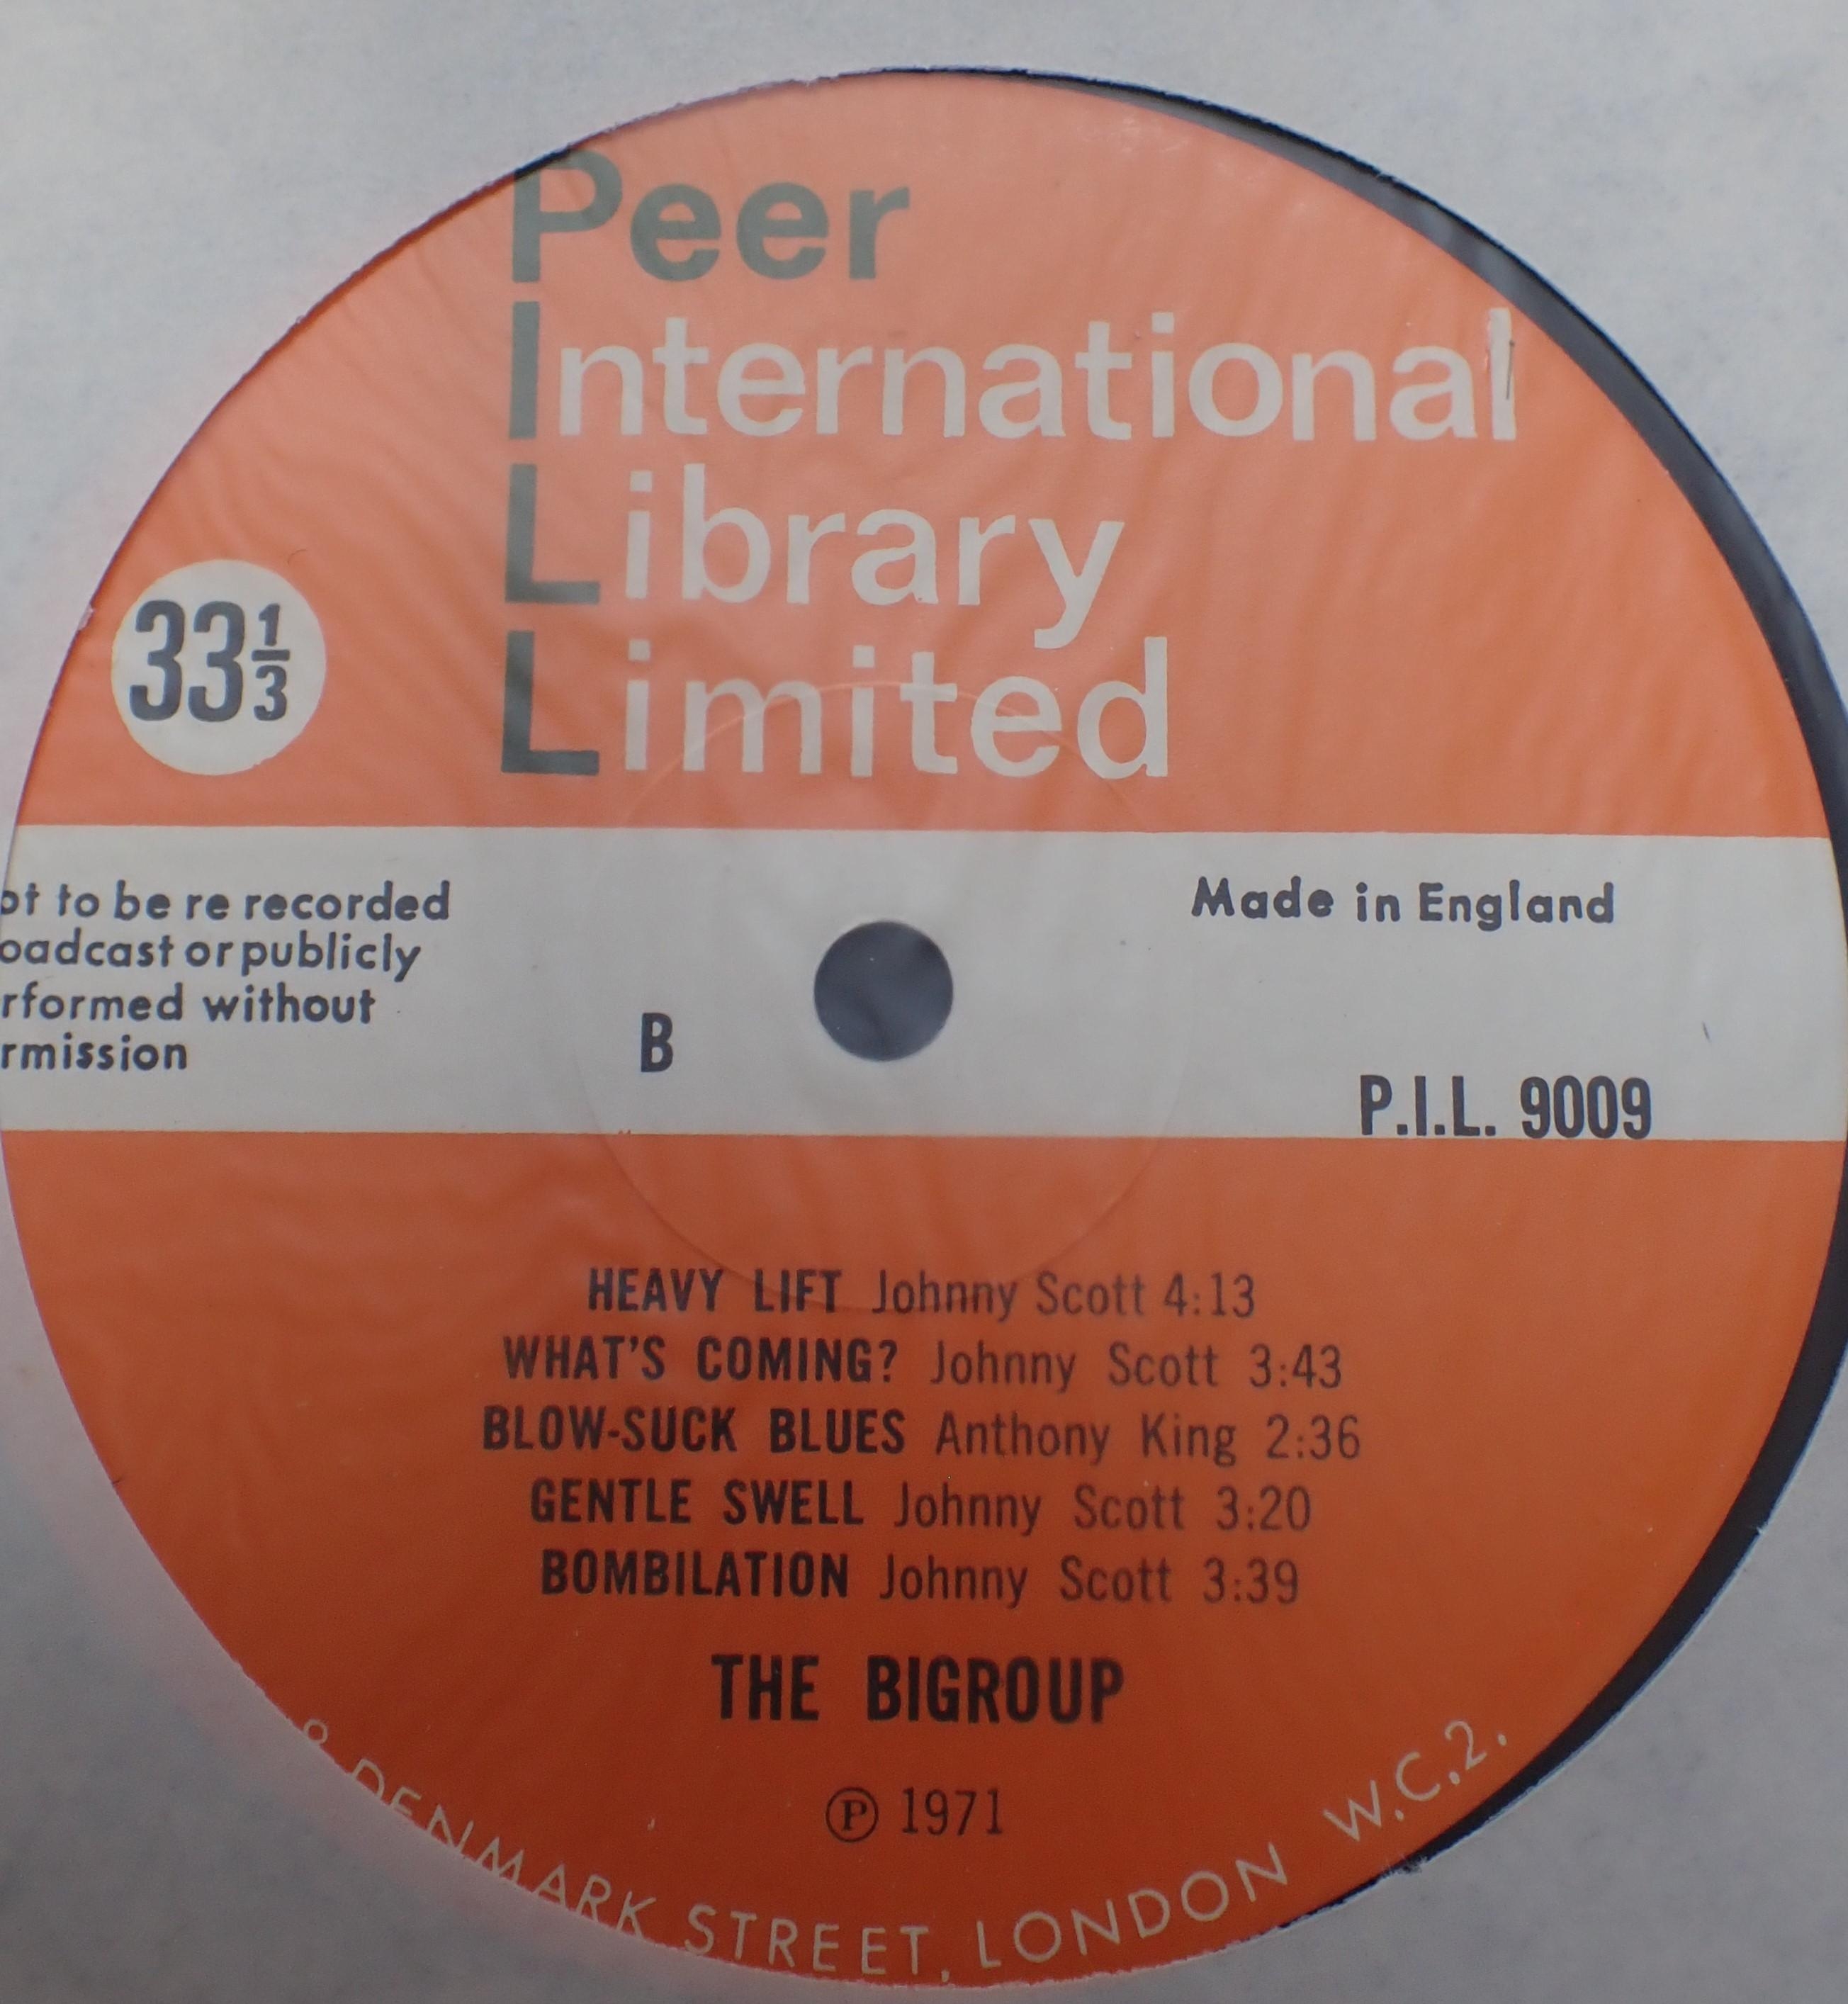 Peer
International
Library
Limited
33 1/3
ot to be re recorded
oadcast or publicly
rformed without
rmission
Made in England
B
P.I.L. 9009
HEAVY LIFT Johnny Scott 4:13
WHAT'S COMING? Johnny Scott 3:43
BLOW-SUCK BLUES Anthony King 2:36
GENTLE SWELL Johnny Scott 3:20
BOMBILATION Johnny Scott 3:39
THE BIGROUP
℗ 1971
DENMARK STREET, LONDON W.C.2.